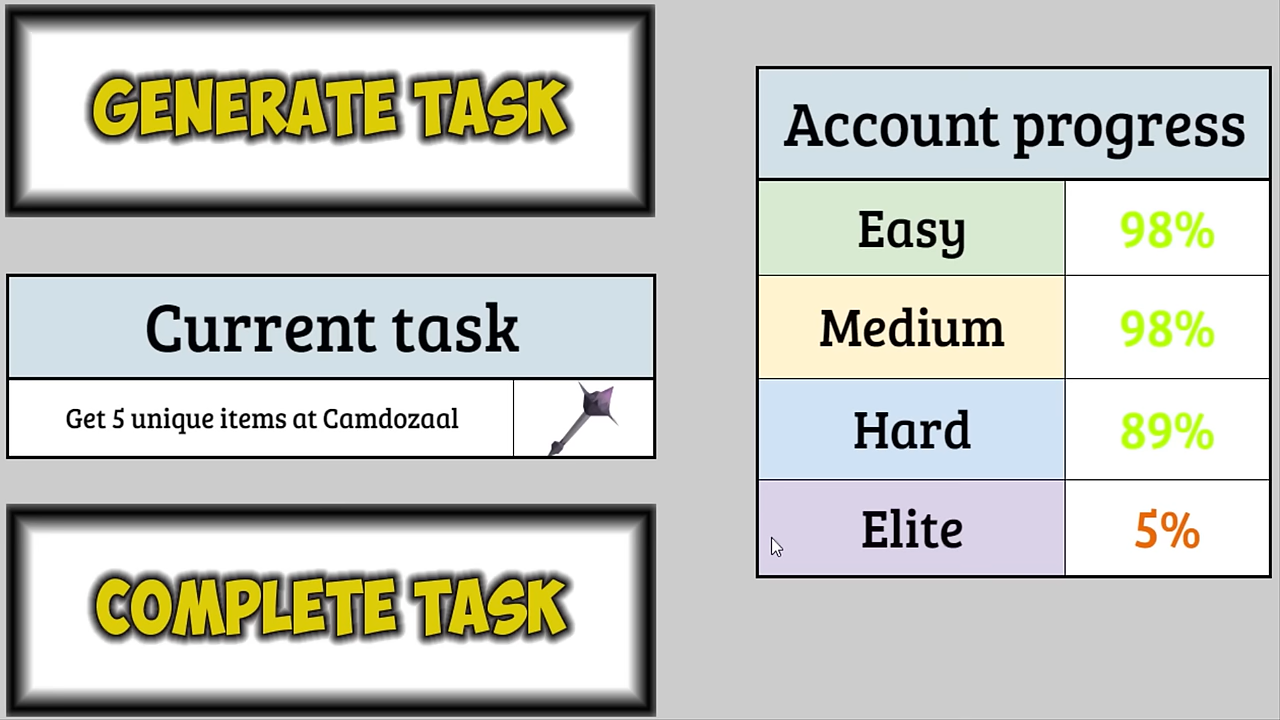 GENERATE TASK
Current task
Get 5 unique items at Camdozaal
COMPLETE TASK
Account progress
Easy 98%
Medium 98%
Hard 89%
Elite 5%